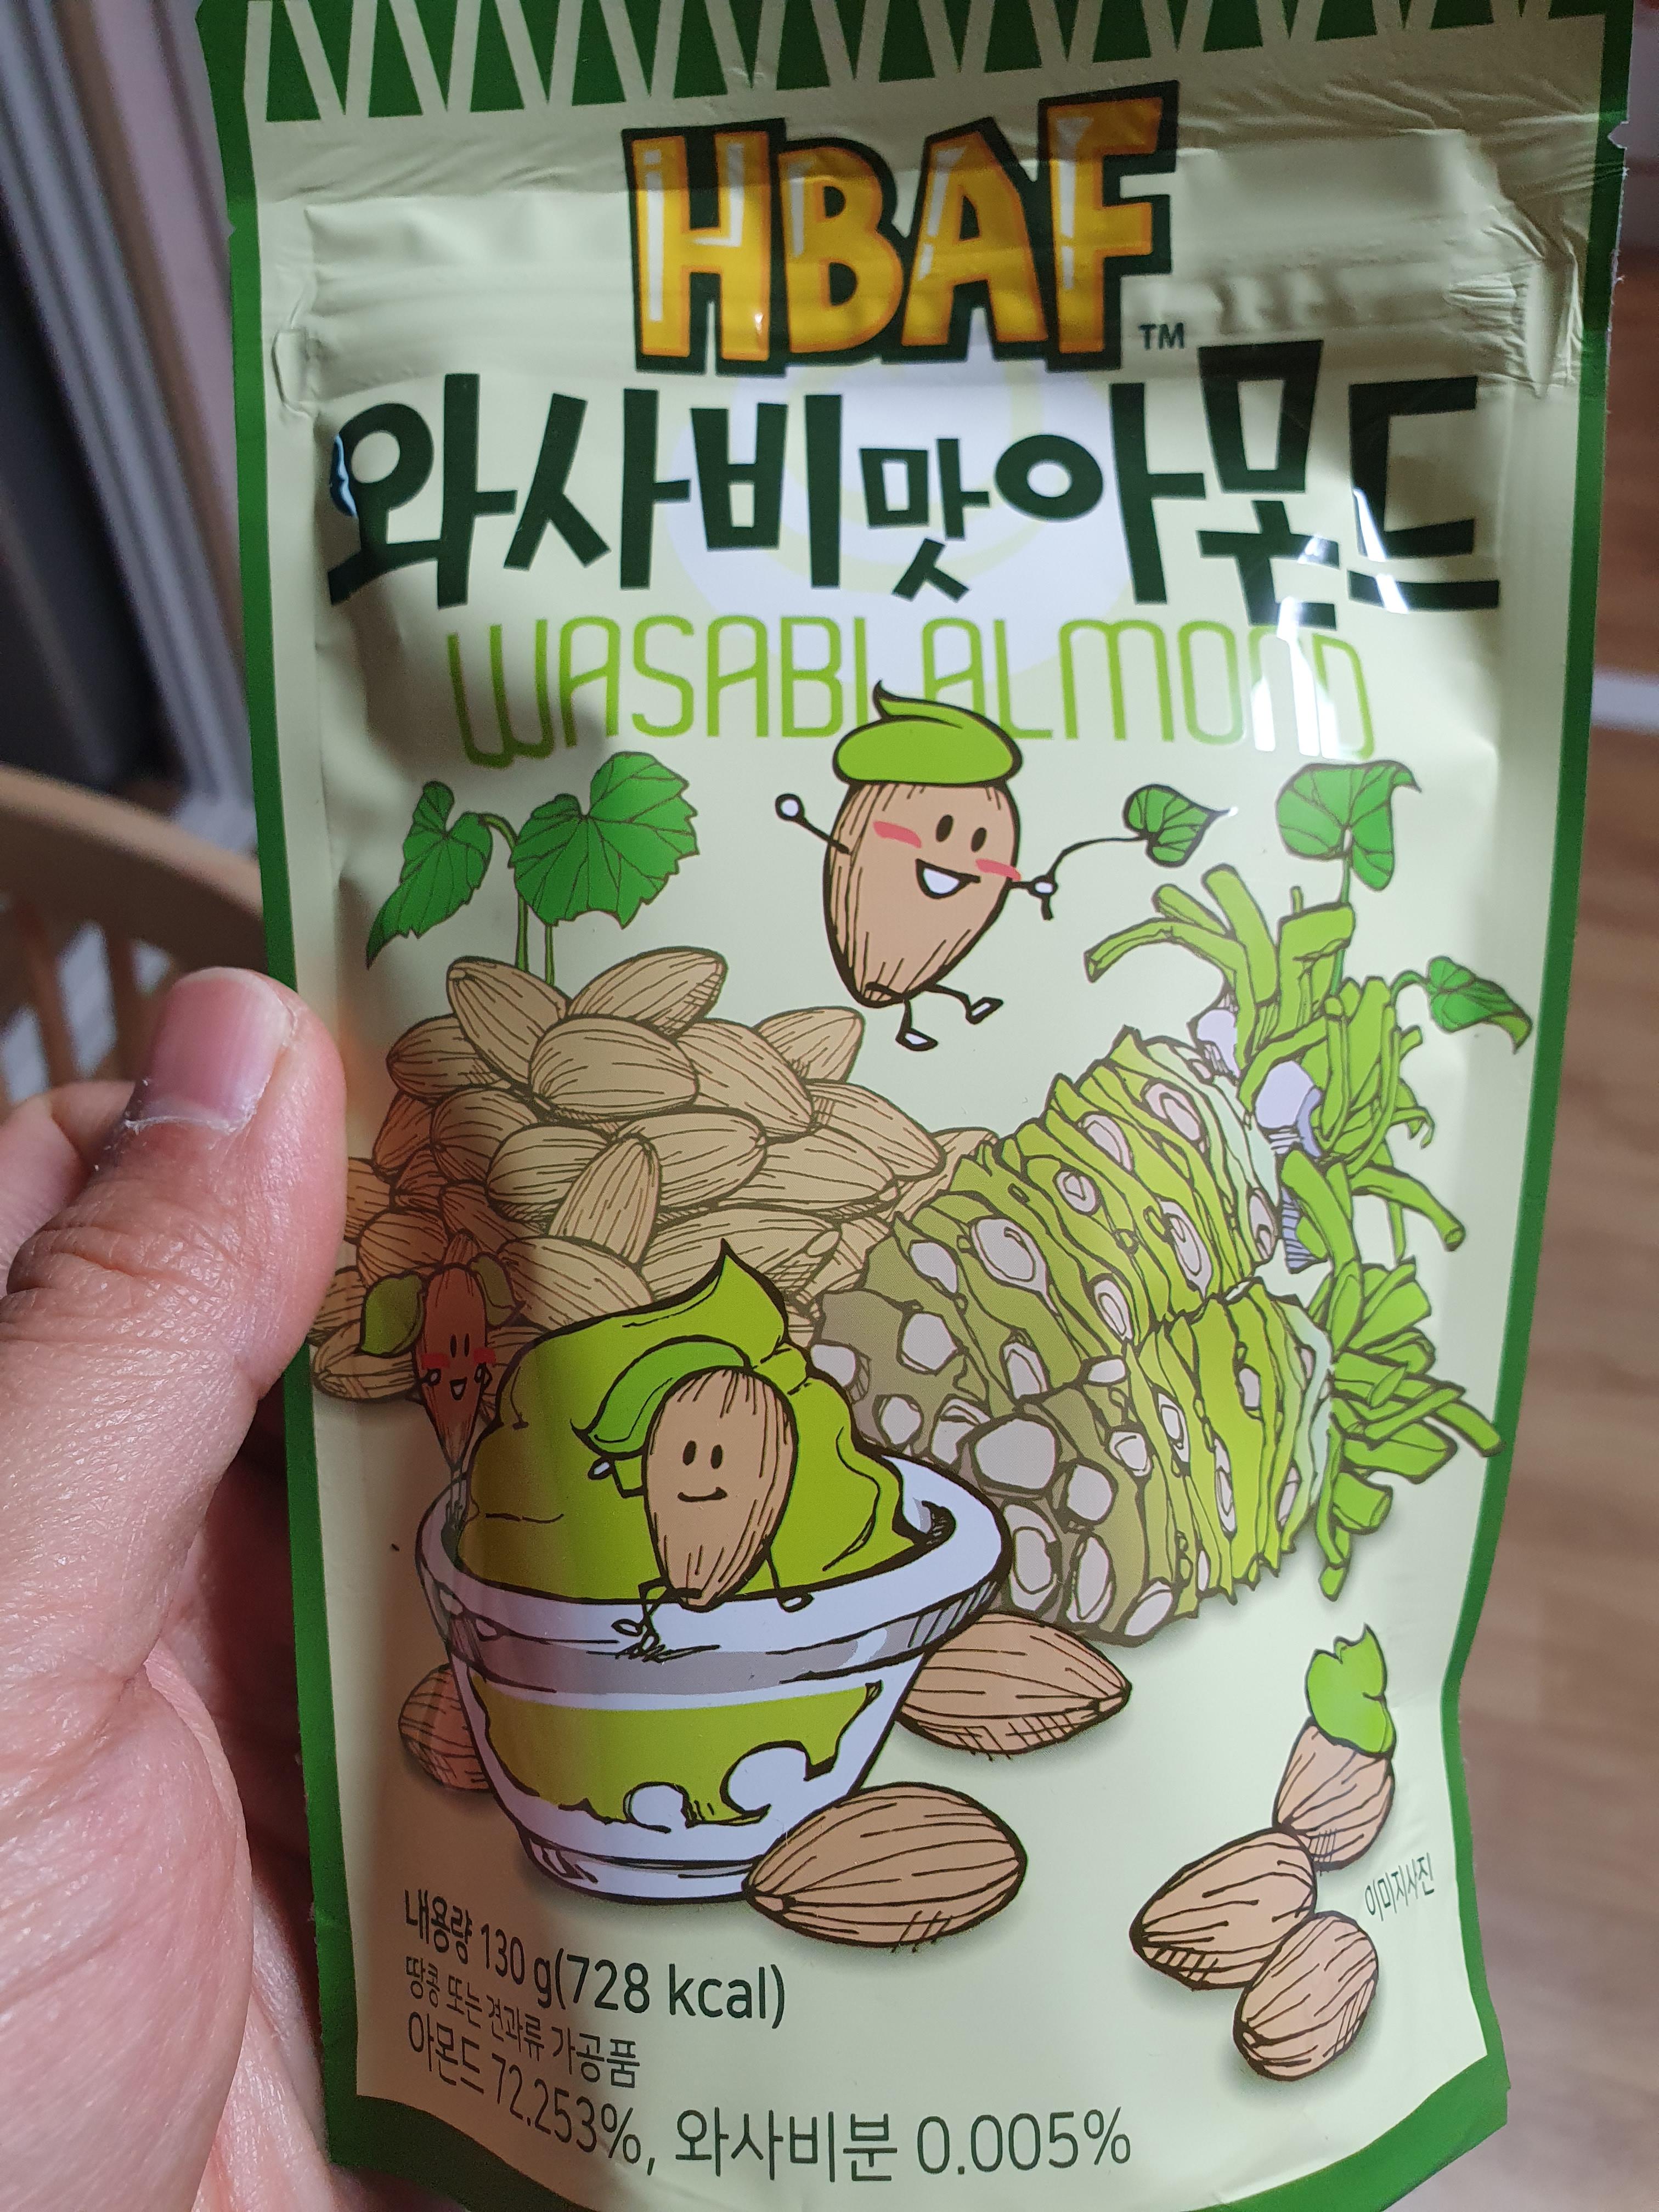 HBAF™
와사비맛아몬드
WASABI ALMOND
이미지사진
내용량 130 g(728 kcal)
땅콩 또는 견과류 가공품
아몬드 72.253%, 와사비분 0.005%